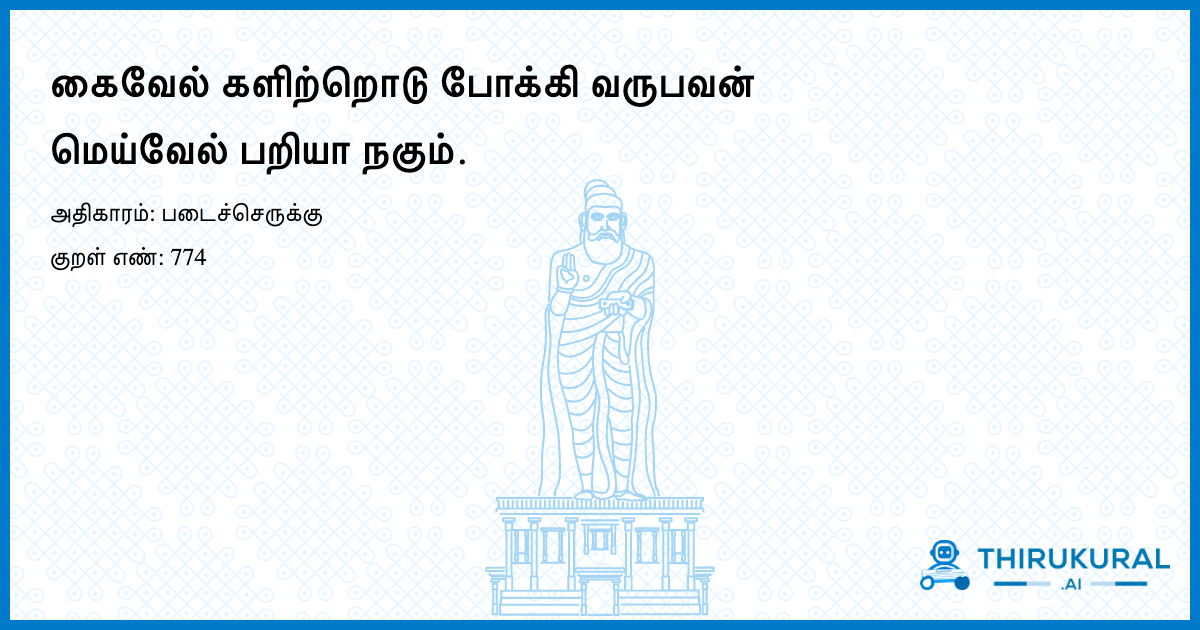 கைவேல் களிற்றொடு போக்கி வருபவன்
மெய்வேல் பறியா நகும்.
அதிகாரம்: படைச்செருக்கு
குறள் எண்: 774
THIRUKURAL
.AI